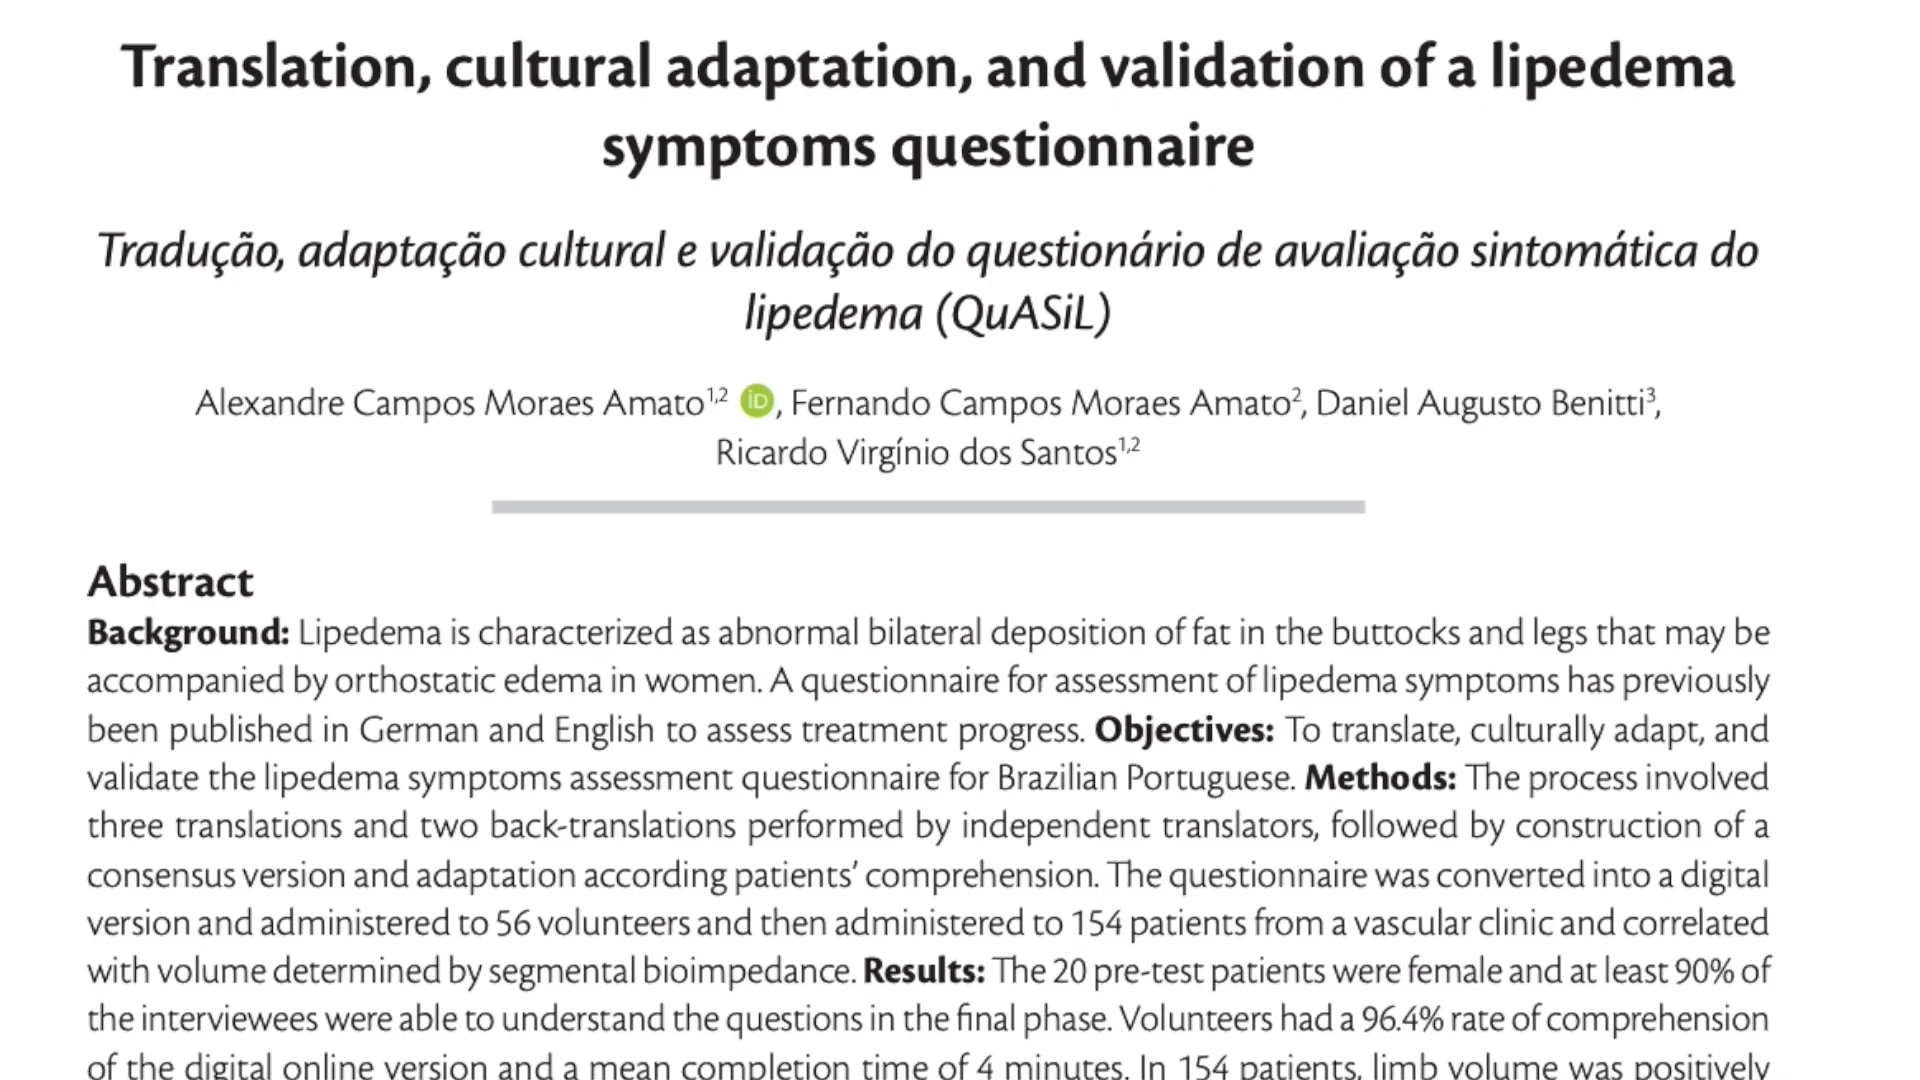 Translation, cultural adaptation, and validation of a lipedema
symptoms questionnaire
Tradução, adaptação cultural e validação do questionário de avaliação sintomática do
lipedema (QuASiL)
Alexandre Campos Moraes Amato1,2 iD, Fernando Campos Moraes Amato2, Daniel Augusto Benitti3,
Ricardo Virgínio dos Santos1,2
Abstract
Background: Lipedema is characterized as abnormal bilateral deposition of fat in the buttocks and legs that may be
accompanied by orthostatic edema in women. A questionnaire for assessment of lipedema symptoms has previously
been published in German and English to assess treatment progress. Objectives: To translate, culturally adapt, and
validate the lipedema symptoms assessment questionnaire for Brazilian Portuguese. Methods: The process involved
three translations and two back-translations performed by independent translators, followed by construction of a
consensus version and adaptation according patients' comprehension. The questionnaire was converted into a digital
version and administered to 56 volunteers and then administered to 154 patients from a vascular clinic and correlated
with volume determined by segmental bioimpedance. Results: The 20 pre-test patients were female and at least 90% of
the interviewees were able to understand the questions in the final phase. Volunteers had a 96.4% rate of comprehension
of the digital online version and a mean completion time of 4 minutes. In 154 patients, limb volume was positively